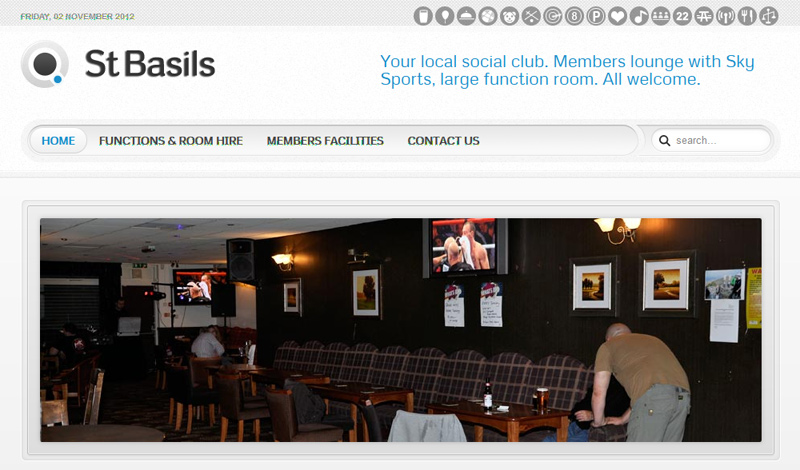 FRIDAY, 02 NOVEMBER 2012
8 P 22
St Basils
Your local social club. Members lounge with Sky
Sports, large function room. All welcome.
HOME FUNCTIONS & ROOM HIRE MEMBERS FACILITIES CONTACT US search...